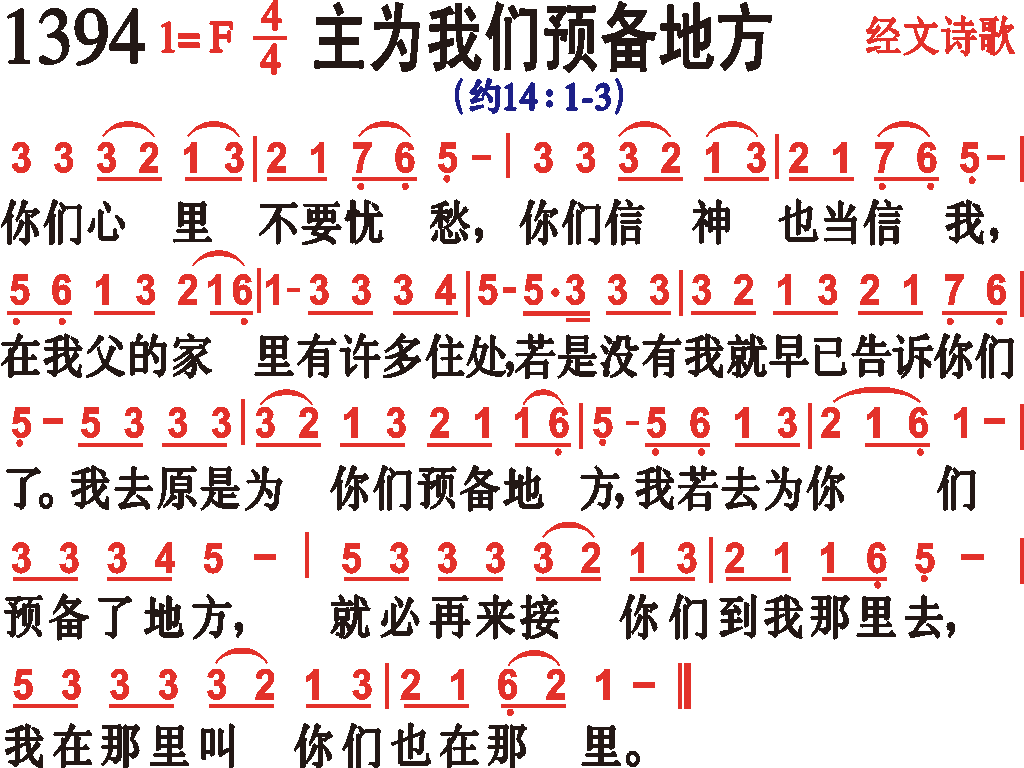 1394 1=F 4/4 主为我们预备地方 经文诗歌
(约14：1-3)
3 3 3 2 1 3 | 2 1 7 6 5 - | 3 3 3 2 1 3 | 2 1 7 6 5 - |
你们心 里 不要忧 愁，你们信 神 也当信 我，
5 6 1 3 2 1 6 | 1 - 3 3 3 4 | 5 - 5·3 3 3 | 3 2 1 3 2 1 7 6 |
在我父的家 里有许多住处,若是没有我就早已告诉你们
5 - 5 3 3 3 | 3 2 1 3 2 1 1 6 | 5 - 5 6 1 3 | 2 1 6 1 - |
了。我去原是为 你们预备地 方,我若去为你 们
3 3 3 4 5 - | 5 3 3 3 3 2 1 3 | 2 1 1 6 5 - |
预备了地方， 就必再来接 你们到我那里去，
5 3 3 3 3 2 1 3 | 2 1 6 2 1 - ‖
我在那里叫 你们也在那 里。